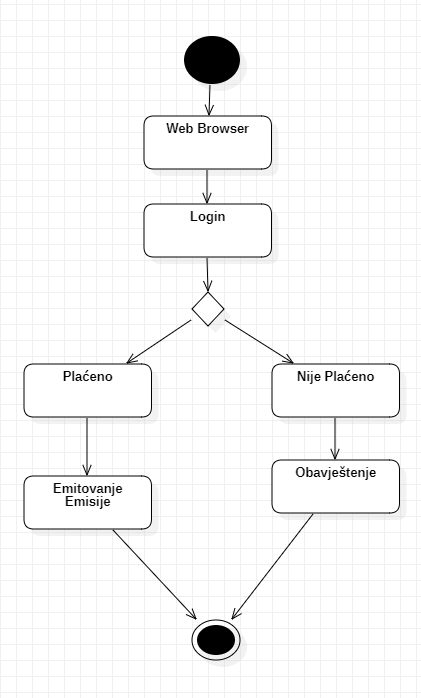 Web Browser
Login
Plaćeno
Nije Plaćeno
Emitovanje
Emisije
Obavještenje